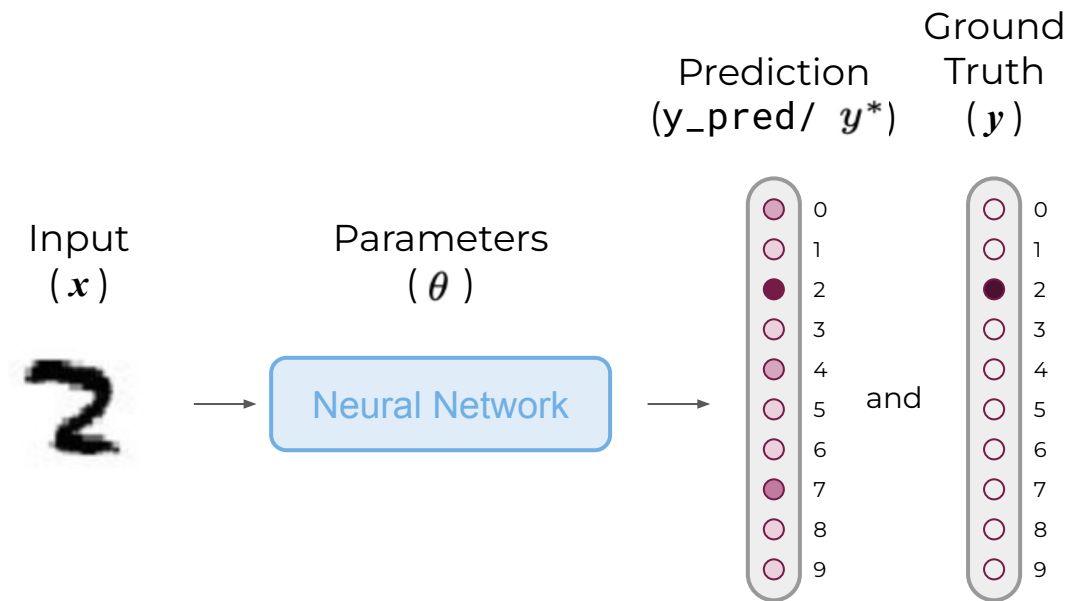 Input
(x)
2
Parameters
(θ)
Neural Network
Prediction
(y_pred/ y*)
0
1
2
3
4
5
6
7
8
9
and
Ground
Truth
(y)
0
1
2
3
4
5
6
7
8
9